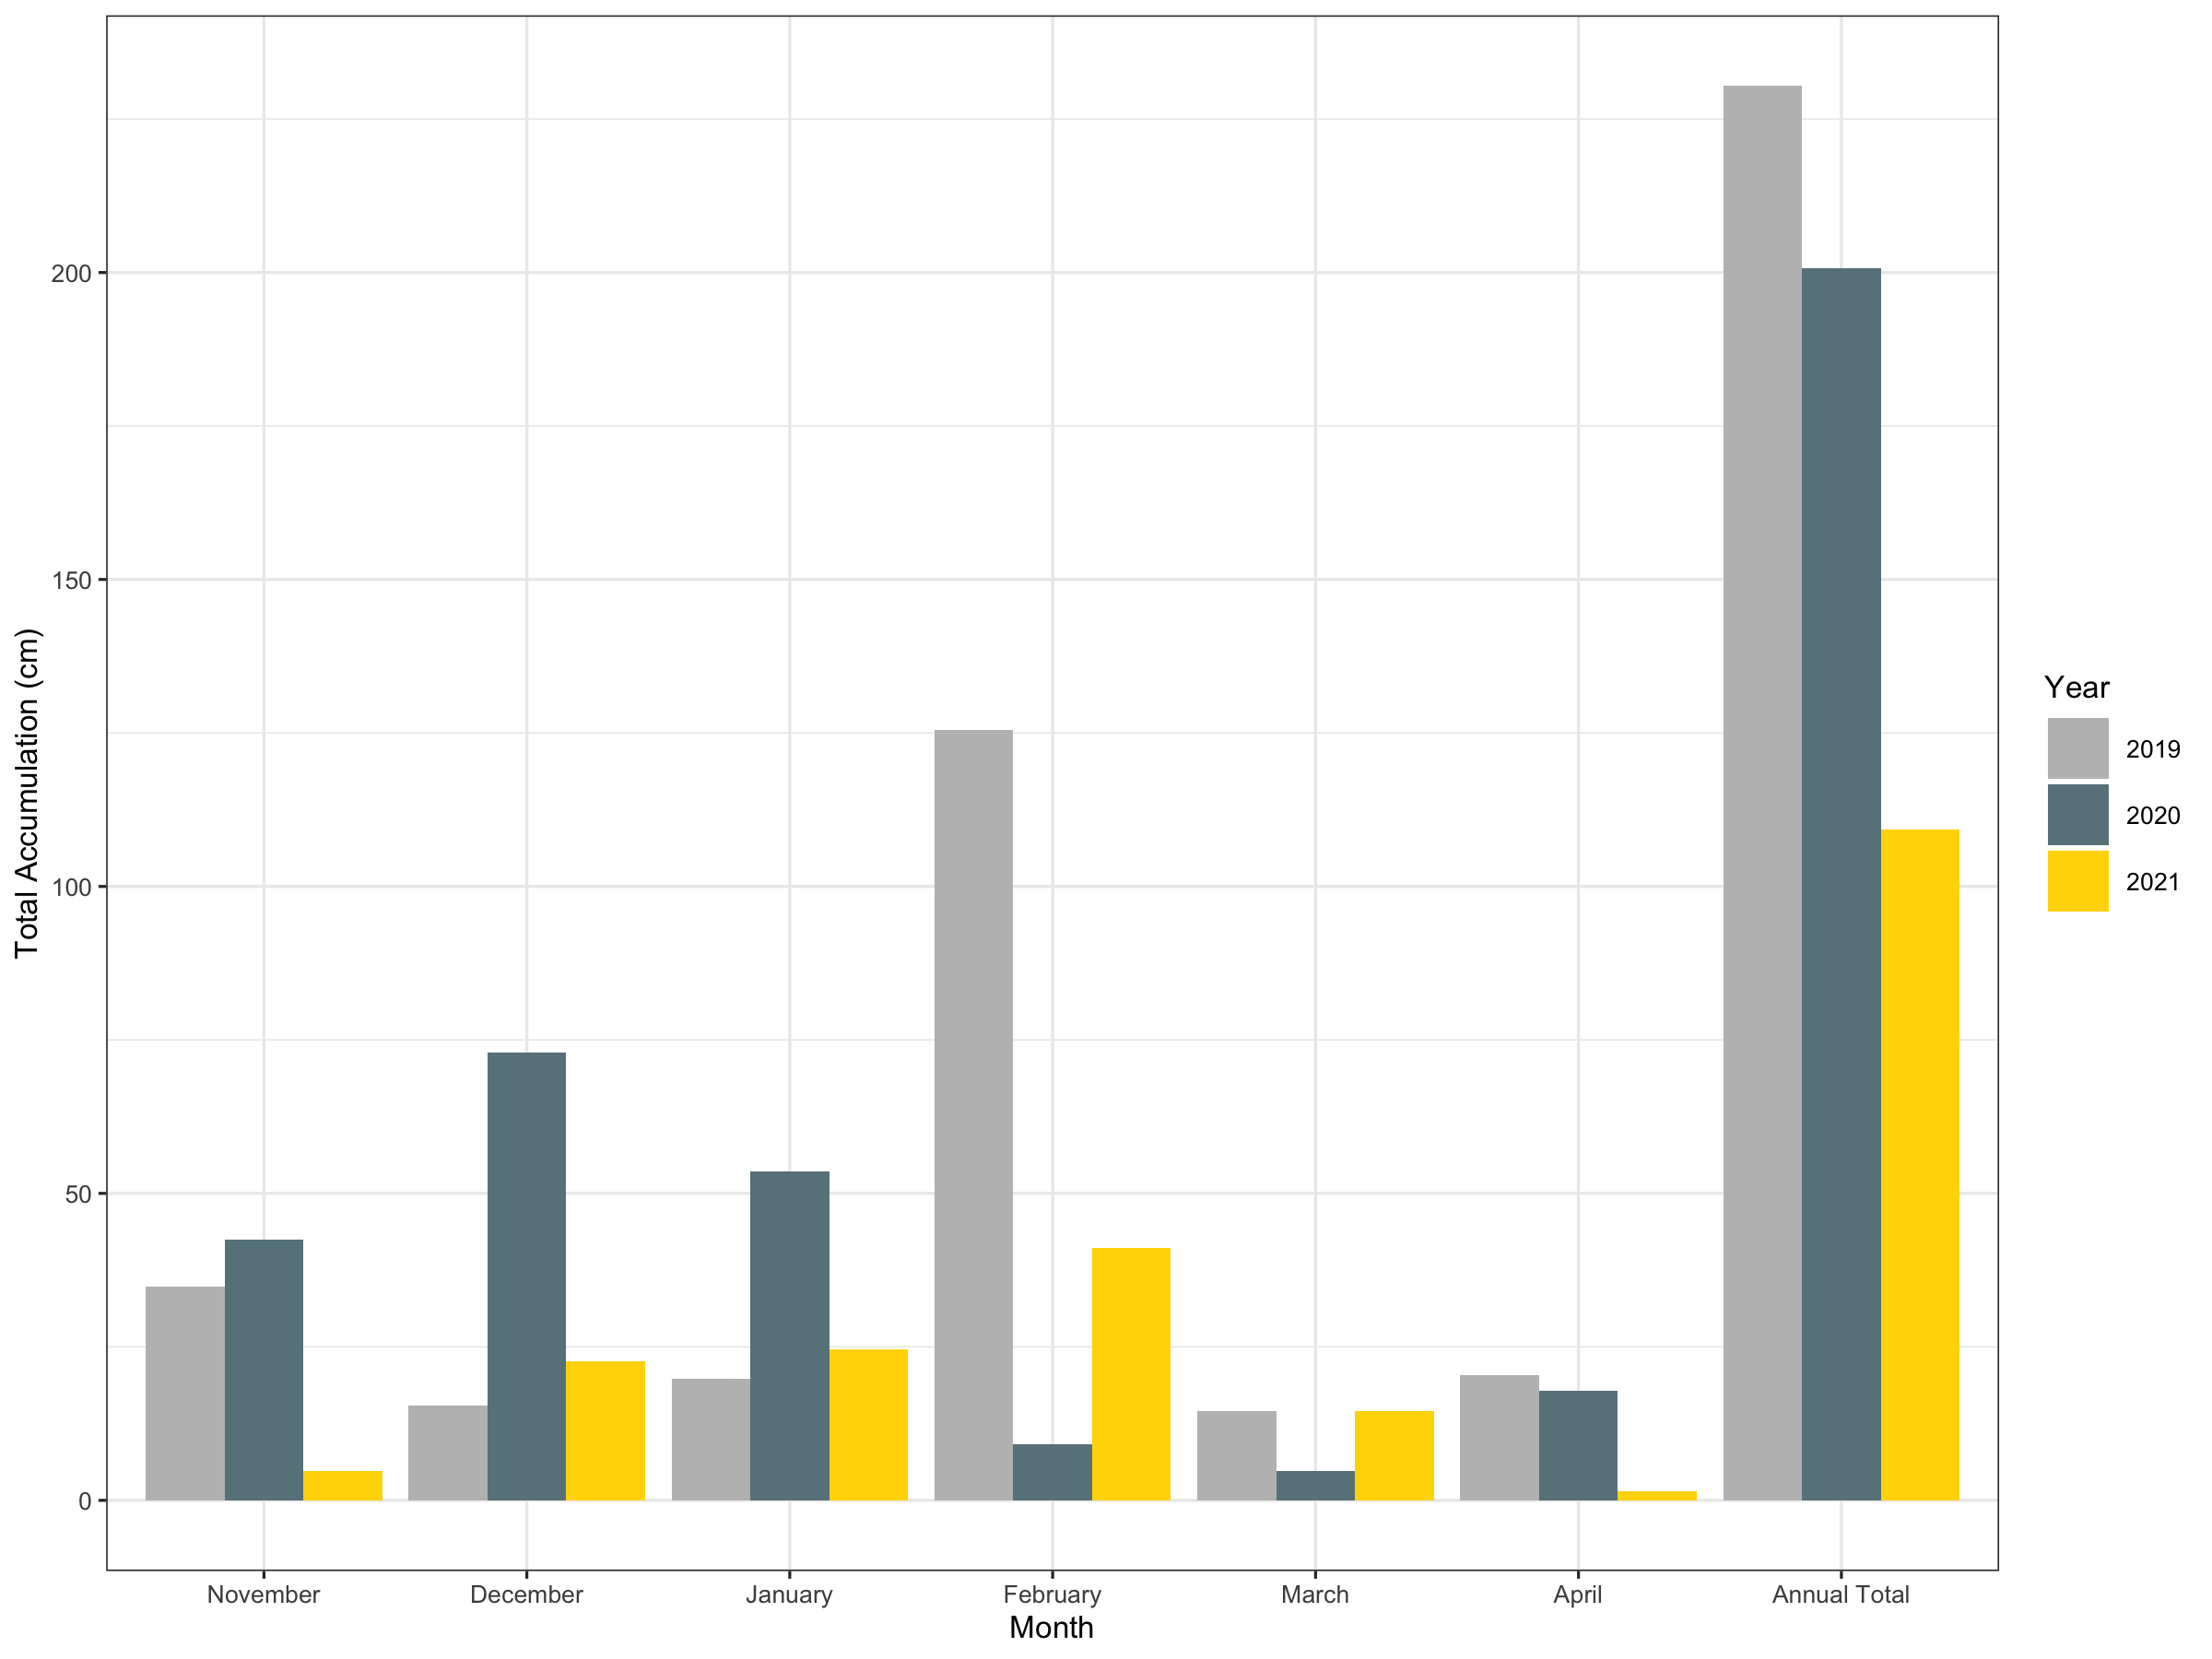 Total Accumulation (cm)
200
150
100
50
0
November December January February March April Annual Total
Month
Year
2019
2020
2021